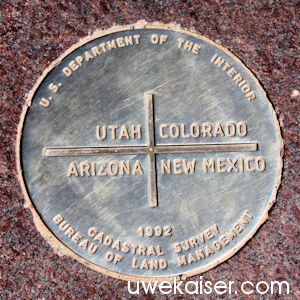 U.S. DEPARTMENT OF THE INTERIOR
UTAH COLORADO
ARIZONA NEW MEXICO
1992
CADASTRAL SURVEY
BUREAU OF LAND MANAGEMENT
uwekaiser.com